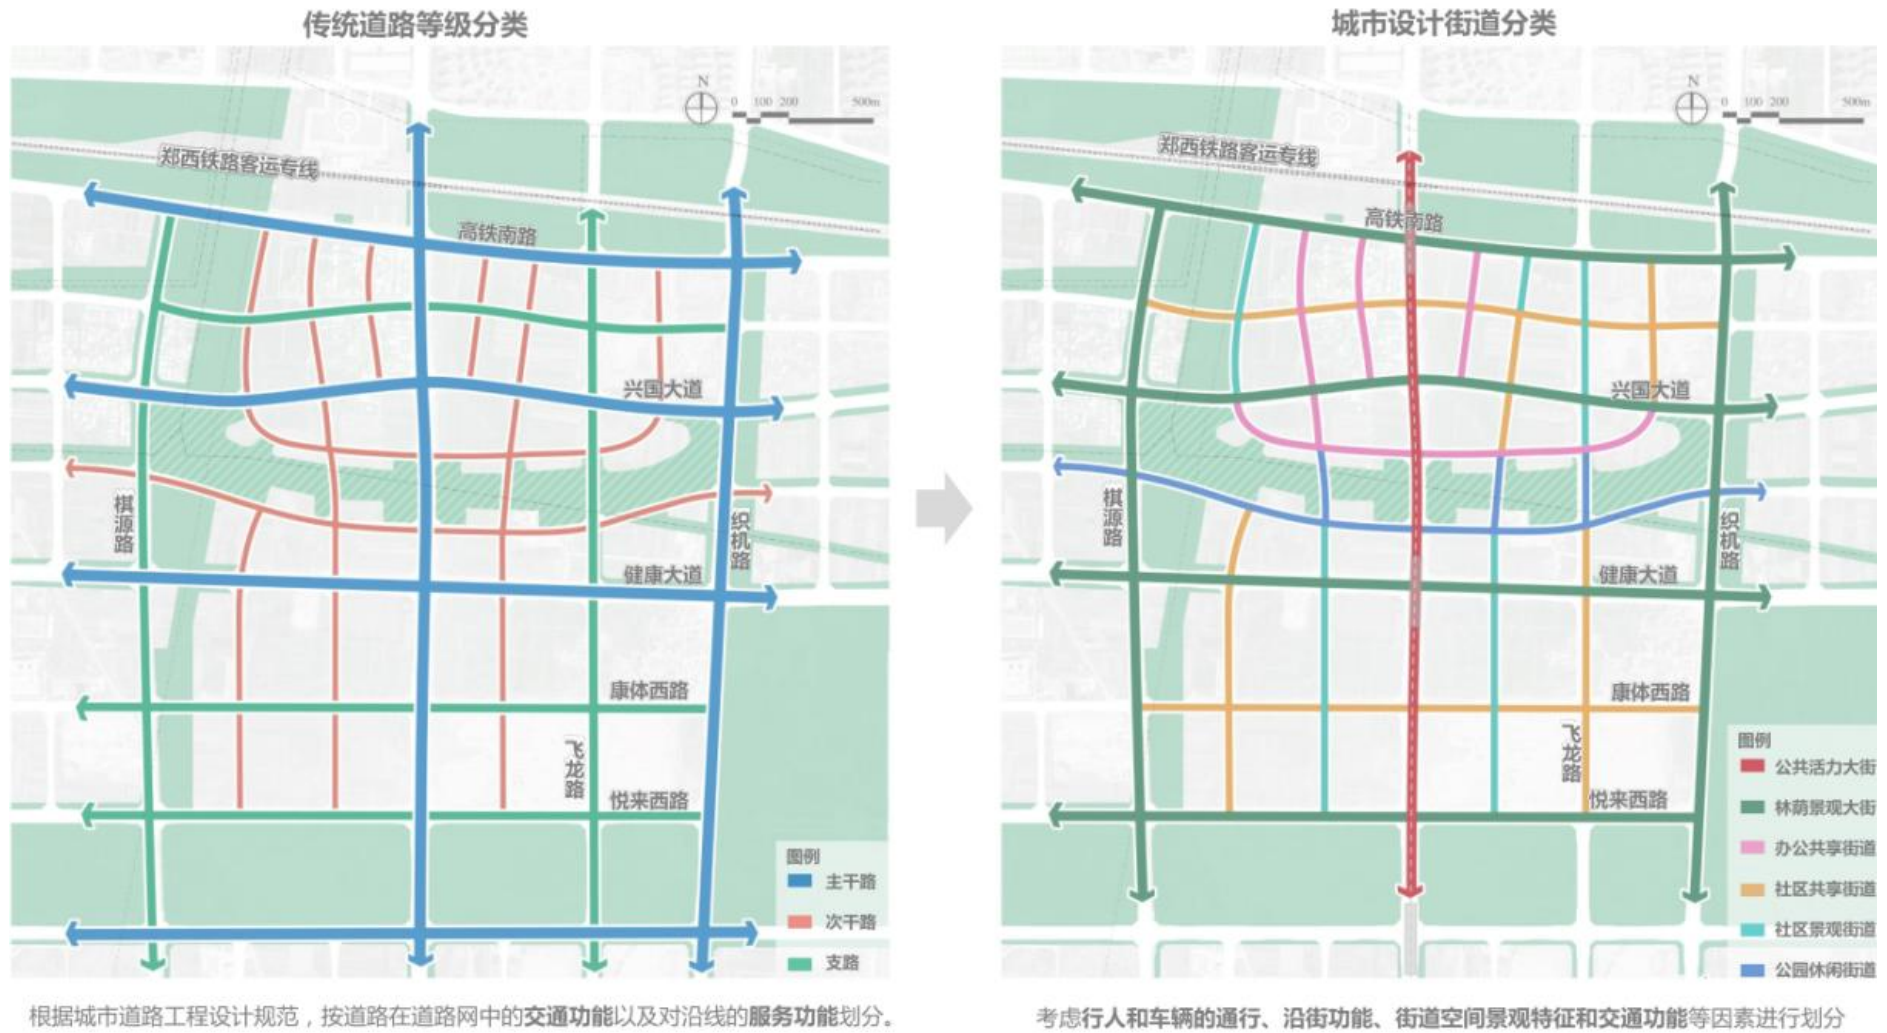 传统道路等级分类
N
0 100 200 500m
郑西铁路客运专线
高铁南路
兴国大道
棋源路
织机路
健康大道
康体西路
飞龙路
悦来西路
图例
主干路
次干路
支路
根据城市道路工程设计规范，按道路在道路网中的交通功能以及对沿线的服务功能划分。
城市设计街道分类
N
0 100 200 500m
郑西铁路客运专线
高铁南路
兴国大道
棋源路
织机路
健康大道
康体西路
飞龙路
悦来西路
图例
公共活力大街
林荫景观大街
办公共享街道
社区共享街道
社区景观街道
公园休闲街道
考虑行人和车辆的通行、沿街功能、街道空间景观特征和交通功能等因素进行划分